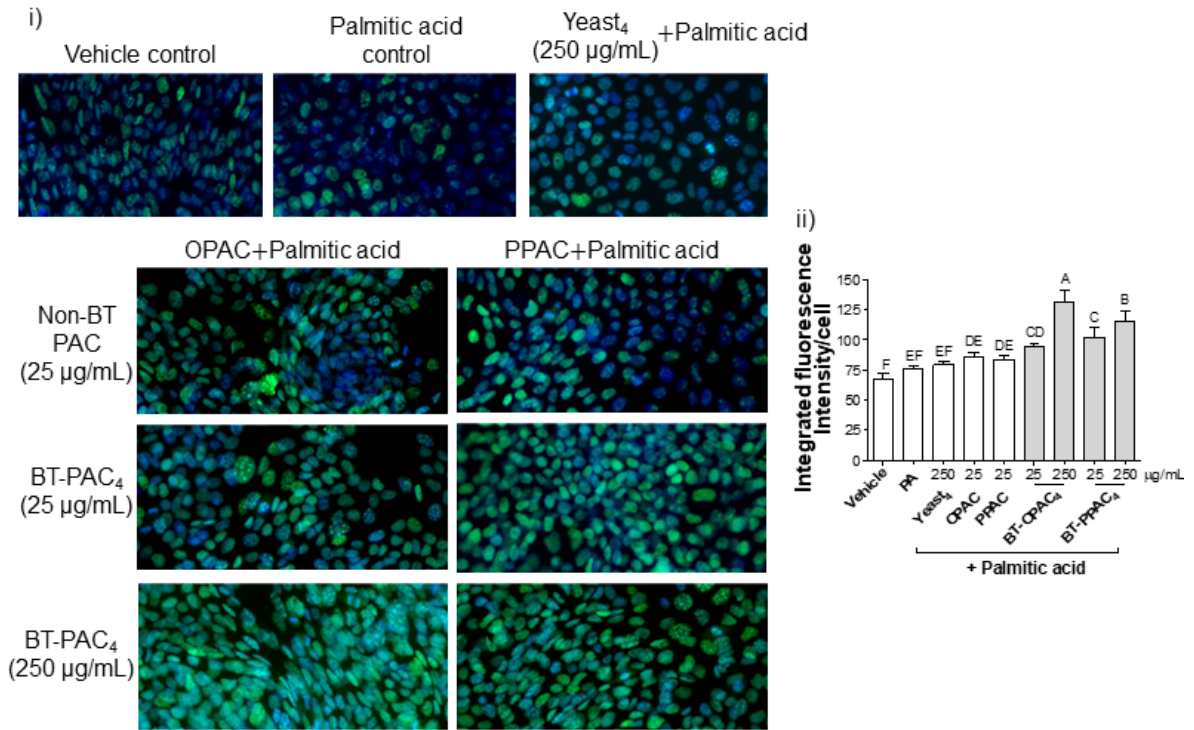 i)
Vehicle control
Palmitic acid
control
Yeast₄
(250 µg/mL)
+Palmitic acid
OPAC+Palmitic acid
PPAC+Palmitic acid
Non-BT
PAC
(25 µg/mL)
BT-PAC₄
(25 µg/mL)
BT-PAC₄
(250 µg/mL)
ii)
Integrated fluorescence
Intensity/cell
150
125
100
75
50
25
0
F
EF
EF
DE
DE
CD
A
C
B
250
25
25
25
250
25
250
µg/mL
Vehicle
PA
Yeast₄
OPAC
PPAC
BT-OPAC₄
BT-PPAC₄
+ Palmitic acid